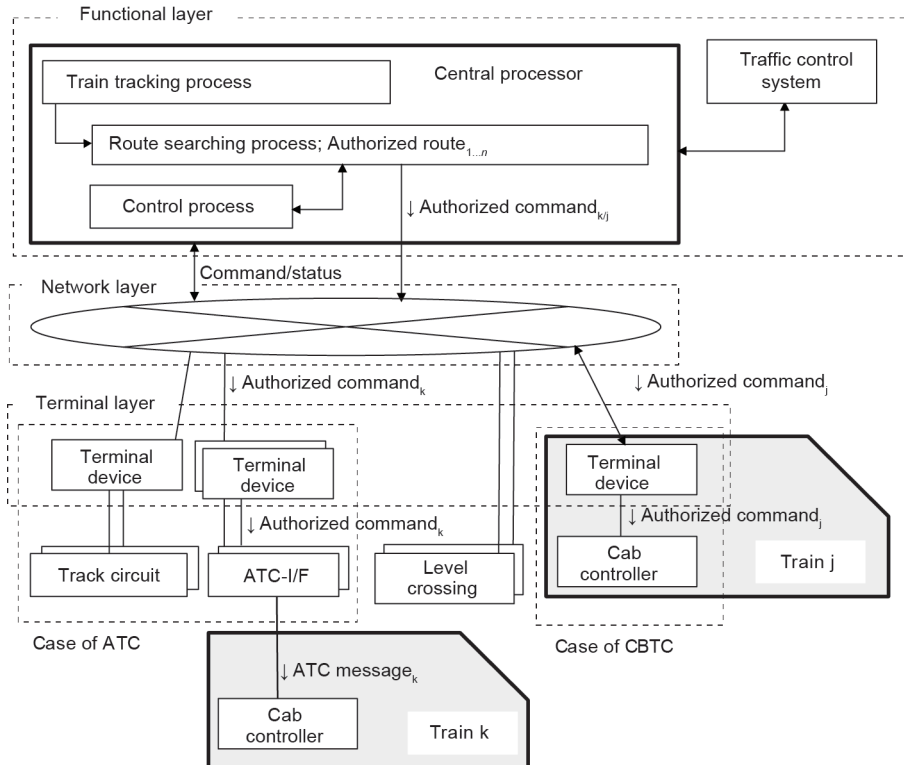 Functional layer
Central processor
Traffic control
system
Train tracking process
Route searching process; Authorized route1...n
Control process
↓ Authorized commandk/j
Command/status
Network layer
↓ Authorized commandk
↓ Authorized commandj
Terminal layer
Terminal
device
Terminal
device
Terminal
device
↓ Authorized commandk
↓ Authorized commandj
Track circuit
ATC-I/F
Level
crossing
Cab
controller
Train j
Case of ATC
Case of CBTC
↓ ATC messagek
Cab
controller
Train k